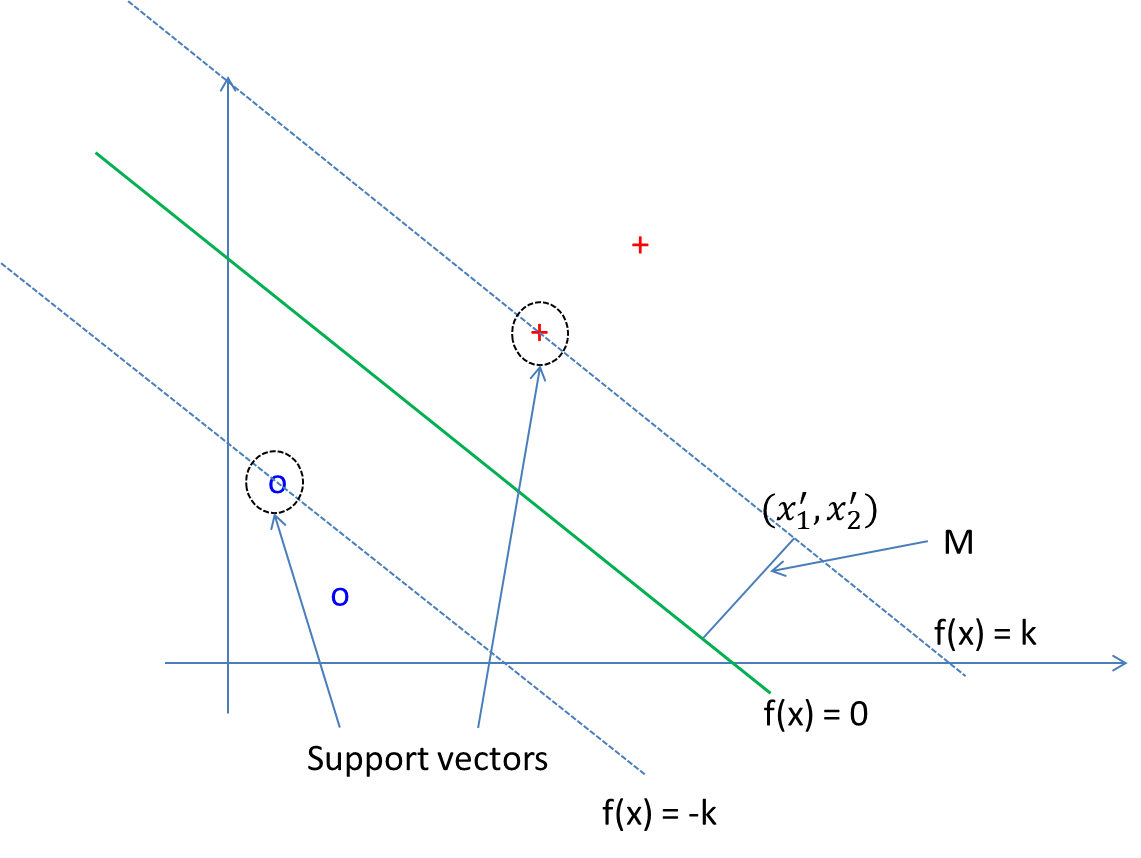 +
+
o
(x′₁, x′₂)
M
o
f(x) = k
f(x) = 0
Support vectors
f(x) = -k